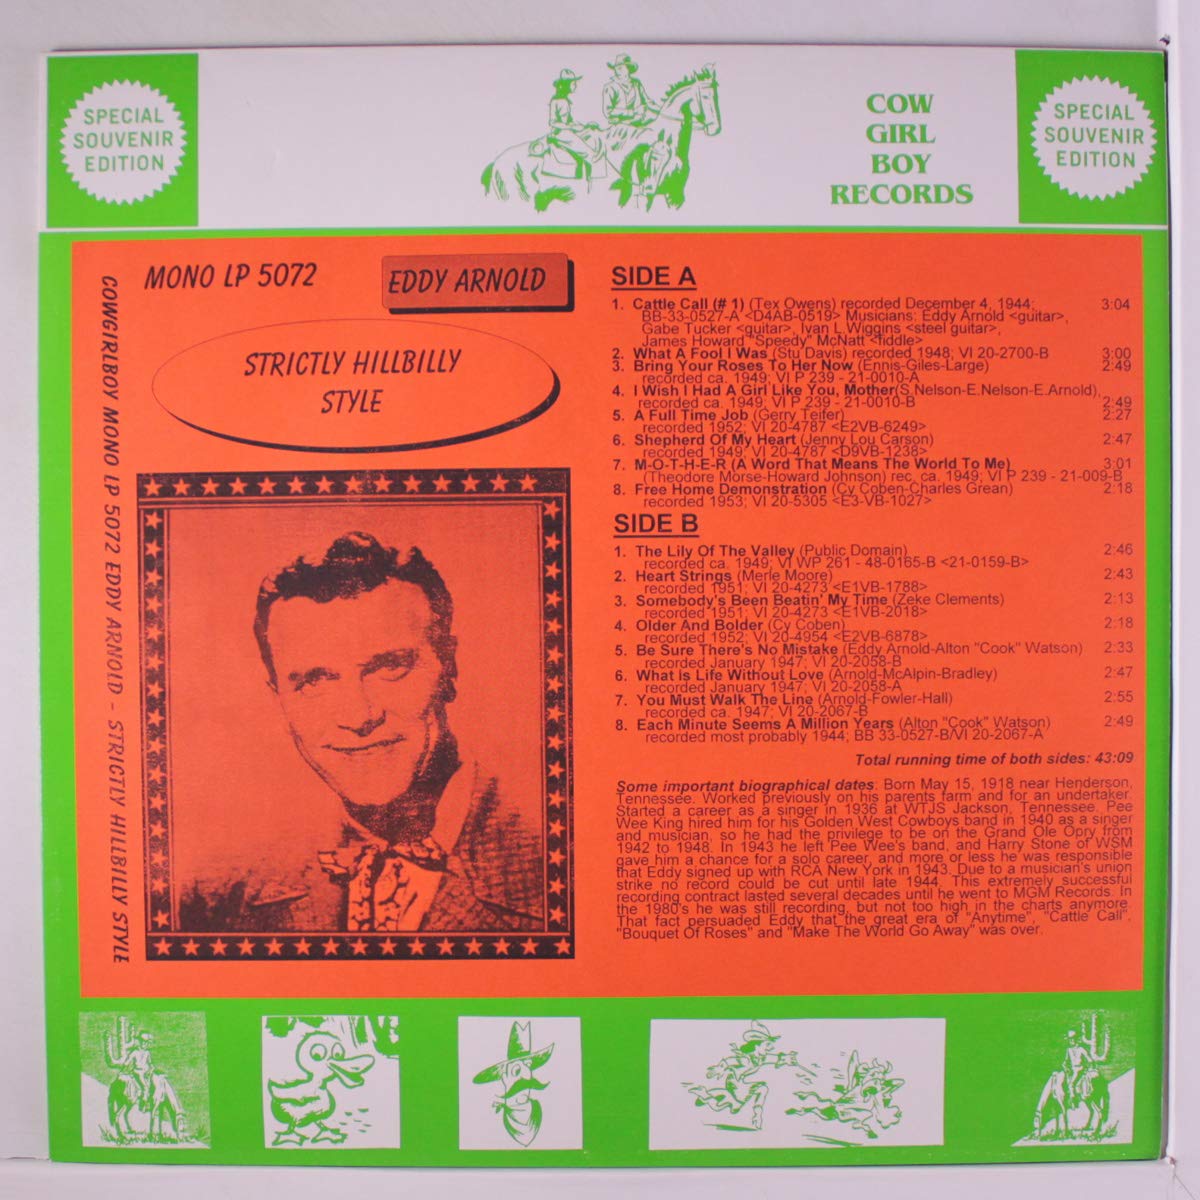 SPECIAL
SOUVENIR
EDITION
COW
GIRL
BOY
RECORDS
SPECIAL
SOUVENIR
EDITION
COWGIRLBOY MONO LP 5072 EDDY ARNOLD - STRICTLY HILLBILLY STYLE
MONO LP 5072
EDDY ARNOLD
STRICTLY HILLBILLY
STYLE
SIDE A
1. Cattle Call (# 1) (Tex Owens) recorded December 4, 1944; 3:04
BB-33-0527-A <D4AB-0519> Musicians: Eddy Arnold <guitar>,
Gabe Tucker <guitar>, Ivan L.Wiggins <steel guitar>,
James Howard "Speedy" McNatt <fiddle>
2. What A Fool I Was (Stu Davis) recorded 1948; VI 20-2700-B 3:00
3. Bring Your Roses To Her Now (Ennis-Giles-Large) 2:49
recorded ca. 1949; VI P 239 - 21-0010-A
4. I Wish I Had A Girl Like You, Mother(S.Nelson-E.Nelson-E.Arnold),
recorded ca. 1949; VI P 239 - 21-0010-B 2:49
5. A Full Time Job (Gerry Teifer) 2:27
recorded 1952; VI 20-4787 <E2VB-6249>
6. Shepherd Of My Heart (Jenny Lou Carson) 2:47
recorded 1949; VI 20-4787 <D9VB-1238>
7. M-O-T-H-E-R (A Word That Means The World To Me) 3:01
(Theodore Morse-Howard Johnson) rec. ca. 1949; VI P 239 - 21-009-B
8. Free Home Demonstration (Cy Coben-Charles Grean) 2:18
recorded 1953; VI 20-5305 <E3-VB-1027>
SIDE B
1. The Lily Of The Valley (Public Domain) 2:46
recorded ca. 1949; VI WP 261 - 48-0165-B <21-0159-B>
2. Heart Strings (Merle Moore) 2:43
recorded 1951; VI 20-4273 <E1VB-1788>
3. Somebody's Been Beatin' My Time (Zeke Clements) 2:13
recorded 1951; VI 20-4273 <E1VB-2018>
4. Older And Bolder (Cy Coben) 2:18
recorded 1952; VI 20-4954 <E2VB-6878>
5. Be Sure There's No Mistake (Eddy Arnold-Alton "Cook" Watson) 2:33
recorded January 1947; VI 20-2058-B
6. What Is Life Without Love (Arnold-McAlpin-Bradley) 2:47
recorded January 1947; VI 20-2058-A
7. You Must Walk The Line (Arnold-Fowler-Hall) 2:55
recorded ca. 1947; VI 20-2067-B
8. Each Minute Seems A Million Years (Alton "Cook" Watson) 2:49
recorded most probably 1944; BB 33-0527-B/VI 20-2067-A
Total running time of both sides: 43:09
Some important biographical dates: Born May 15, 1918 near Henderson,
Tennessee. Worked previously on his parents farm and for an undertaker.
Started a career as a singer in 1936 at WTJS Jackson, Tennessee. Pee
Wee King hired him for his Golden West Cowboys band in 1940 as a singer
and musician, so he had the privilege to be on the Grand Ole Opry from
1942 to 1948. In 1943 he left Pee Wee's band, and Harry Stone of WSM
gave him a chance for a solo career, and more or less he was responsible
that Eddy signed up with RCA New York in 1943. Due to a musician's union
strike no record could be cut until late 1944. This extremely successful
recording contract lasted several decades until he went to MGM Records. In
the 1980's he was still recording, but not too high in the charts anymore.
That fact persuaded Eddy that the great era of "Anytime", "Cattle Call",
"Bouquet Of Roses" and "Make The World Go Away" was over.